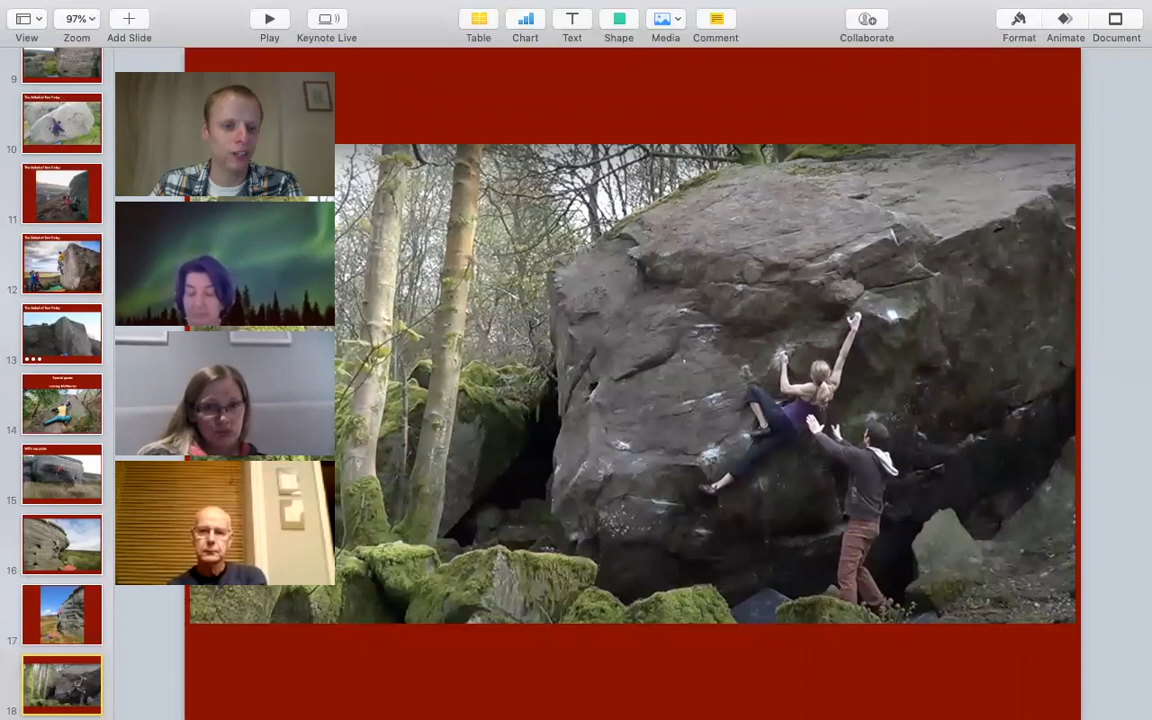 97%
View
Zoom
Add Slide
Play
Keynote Live
Table
Chart
Text
Shape
Media
Comment
Collaborate
Format
Animate
Document
9
10
11
12
13
14
15
16
17
18